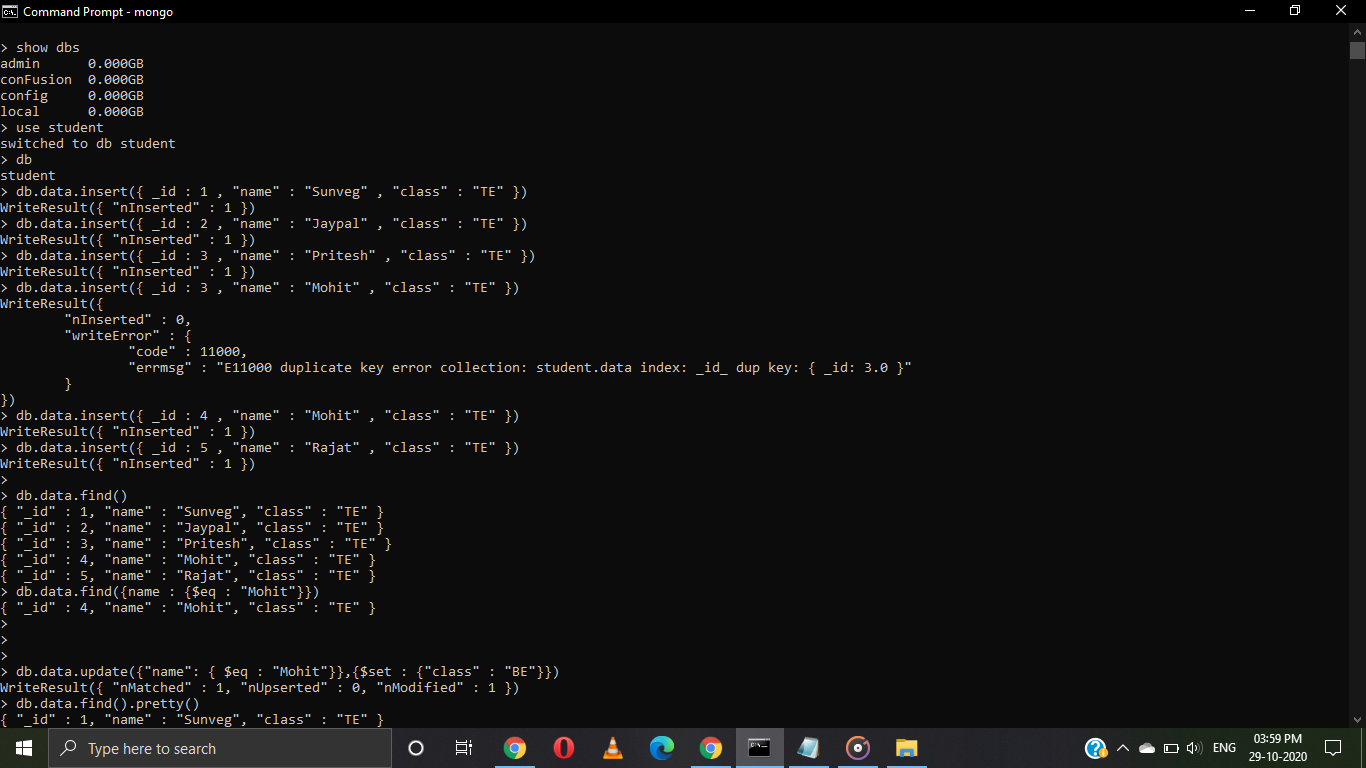 Command Prompt - mongo
> show dbs
admin      0.000GB
conFusion  0.000GB
config     0.000GB
local      0.000GB
> use student
switched to db student
> db
student
> db.data.insert({ _id : 1 , "name" : "Sunveg" , "class" : "TE" })
WriteResult({ "nInserted" : 1 })
> db.data.insert({ _id : 2 , "name" : "Jaypal" , "class" : "TE" })
WriteResult({ "nInserted" : 1 })
> db.data.insert({ _id : 3 , "name" : "Pritesh" , "class" : "TE" })
WriteResult({ "nInserted" : 1 })
> db.data.insert({ _id : 3 , "name" : "Mohit" , "class" : "TE" })
WriteResult({
        "nInserted" : 0,
        "writeError" : {
                "code" : 11000,
                "errmsg" : "E11000 duplicate key error collection: student.data index: _id_ dup key: { _id: 3.0 }"
        }
})
> db.data.insert({ _id : 4 , "name" : "Mohit" , "class" : "TE" })
WriteResult({ "nInserted" : 1 })
> db.data.insert({ _id : 5 , "name" : "Rajat" , "class" : "TE" })
WriteResult({ "nInserted" : 1 })
>
> db.data.find()
{ "_id" : 1, "name" : "Sunveg", "class" : "TE" }
{ "_id" : 2, "name" : "Jaypal", "class" : "TE" }
{ "_id" : 3, "name" : "Pritesh", "class" : "TE" }
{ "_id" : 4, "name" : "Mohit", "class" : "TE" }
{ "_id" : 5, "name" : "Rajat", "class" : "TE" }
> db.data.find({name : {$eq : "Mohit"}})
{ "_id" : 4, "name" : "Mohit", "class" : "TE" }
>
>
>
> db.data.update({"name": { $eq : "Mohit"}},{$set : {"class" : "BE"}})
WriteResult({ "nMatched" : 1, "nUpserted" : 0, "nModified" : 1 })
> db.data.find().pretty()
{ "_id" : 1, "name" : "Sunveg", "class" : "TE" }
Type here to search
ENG
03:59 PM
29-10-2020